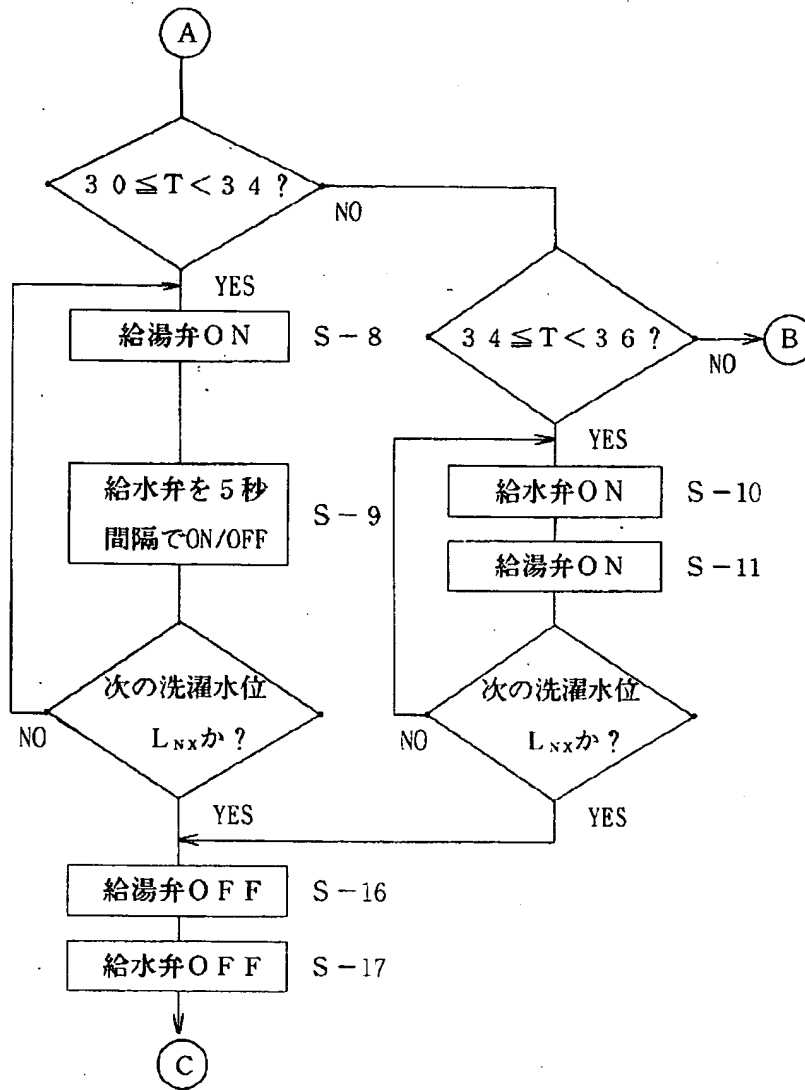 A
30≦T<34?
NO
YES
給湯弁ON
S-8
34≦T<36?
NO
B
YES
給水弁を5秒
間隔でON/OFF
S-9
給水弁ON
S-10
給湯弁ON
S-11
次の洗濯水位
LNXか?
NO
YES
次の洗濯水位
LNXか?
NO
YES
給湯弁OFF
S-16
給水弁OFF
S-17
C